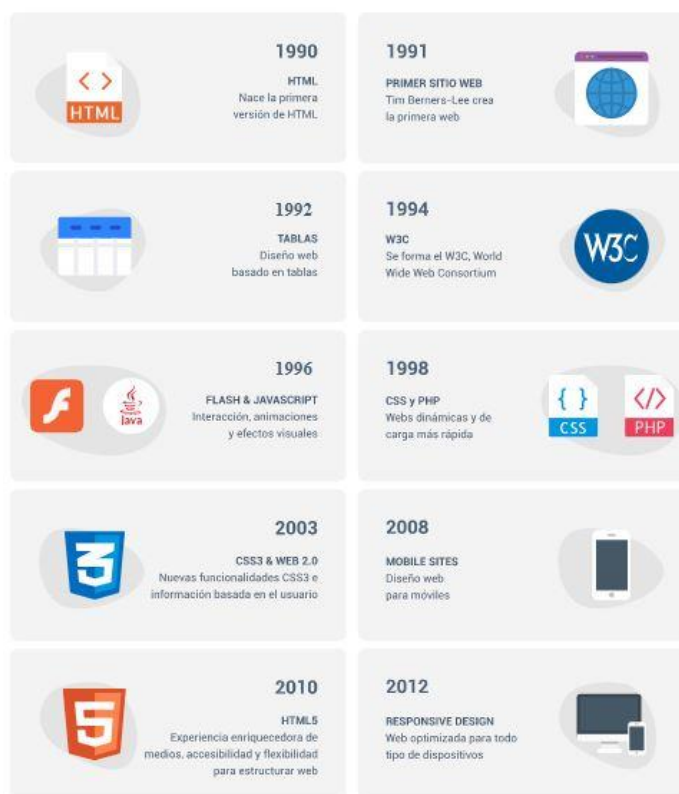 1990
HTML
Nace la primera
versión de HTML
HTML
1991
PRIMER SITIO WEB
Tim Berners-Lee crea
la primera web
1992
TABLAS
Diseño web
basado en tablas
1994
W3C
Se forma el W3C, World
Wide Web Consortium
W3C
1996
FLASH & JAVASCRIPT
Interacción, animaciones
y efectos visuales
f
Java
1998
CSS y PHP
Webs dinámicas y de
carga más rápida
{ }
CSS
</>
PHP
2003
CSS3 & WEB 2.0
Nuevas funcionalidades CSS3 e
información basada en el usuario
3
2008
MOBILE SITES
Diseño web
para móviles
2010
HTML5
Experiencia enriquecedora de
medios, accesibilidad y flexibilidad
para estructurar web
5
2012
RESPONSIVE DESIGN
Web optimizada para todo
tipo de dispositivos